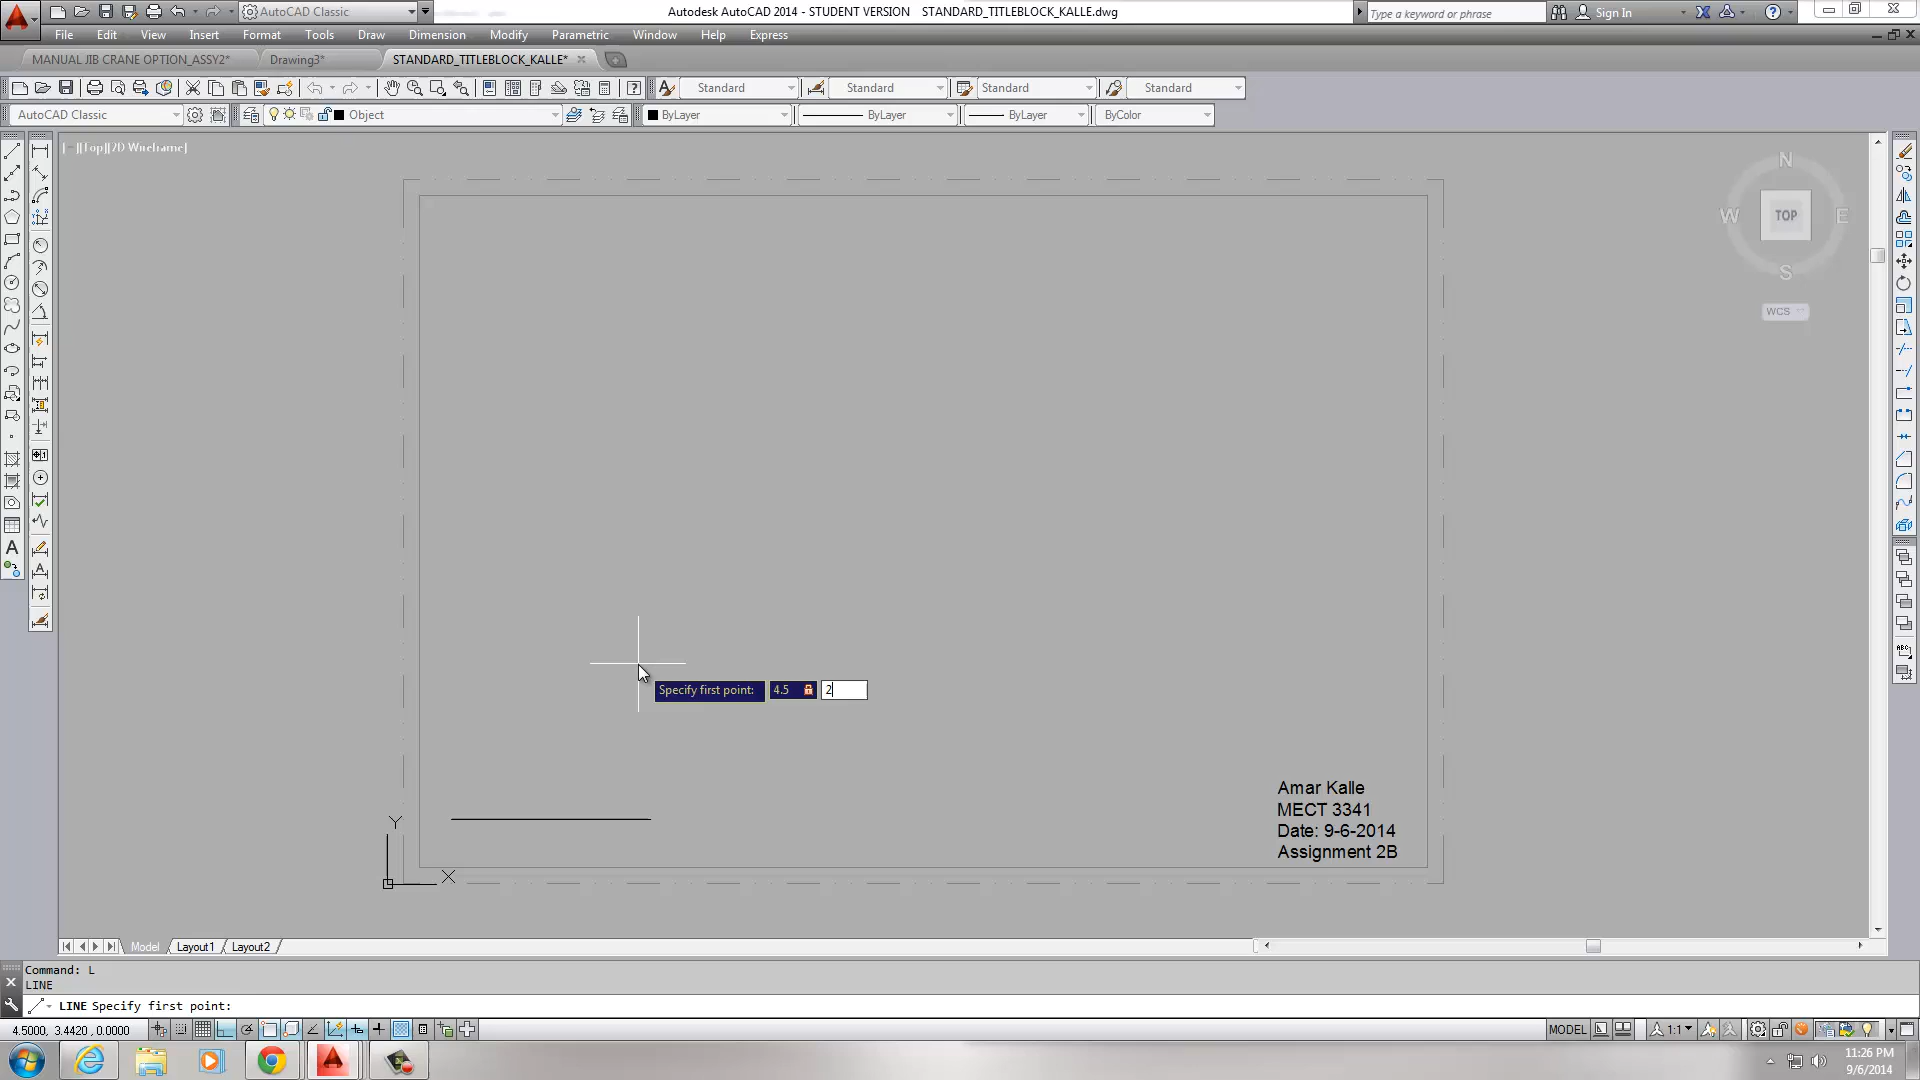 AutoCAD Classic
Autodesk AutoCAD 2014 - STUDENT VERSION STANDARD_TITLEBLOCK_KALLE.dwg
Type a keyword or phrase
Sign In
File Edit View Insert Format Tools Draw Dimension Modify Parametric Window Help Express
MANUAL JIB CRANE OPTION_ASSY2* Drawing3* STANDARD_TITLEBLOCK_KALLE*
Standard Standard Standard Standard
AutoCAD Classic Object ByLayer ByLayer ByLayer ByColor
[-][Top][2D Wireframe]
N
W TOP E
S
WCS
Specify first point: 4.5 2
Amar Kalle
MECT 3341
Date: 9-6-2014
Assignment 2B
Y
X
Model Layout1 Layout2
Command: L
LINE
LINE Specify first point:
4.5000, 3.4420 , 0.0000 MODEL 1:1
11:26 PM
9/6/2014